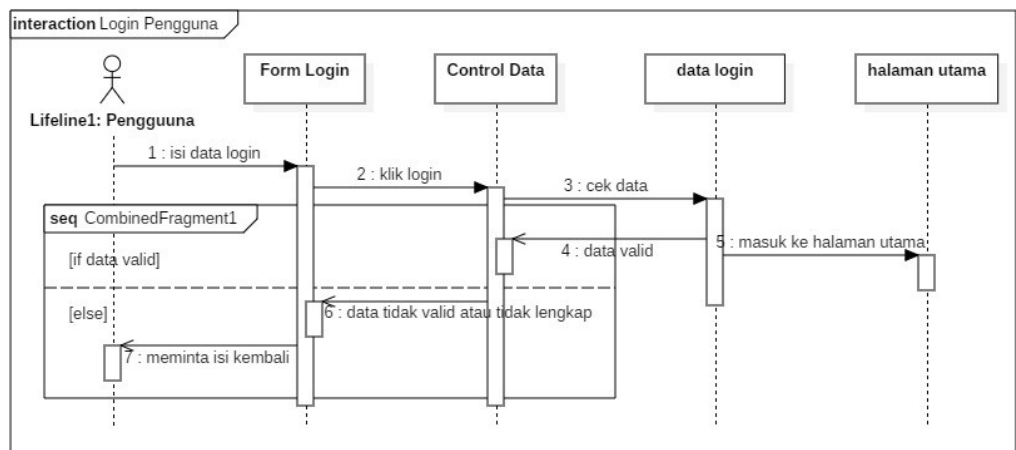 interaction Login Pengguna
Form Login
Control Data
data login
halaman utama
Lifeline1: Pengguuna
1 : isi data login
2 : klik login
3 : cek data
seq CombinedFragment1
4 : data valid
5 : masuk ke halaman utama
[if data valid]
[else]
6 : data tidak valid atau tidak lengkap
7 : meminta isi kembali